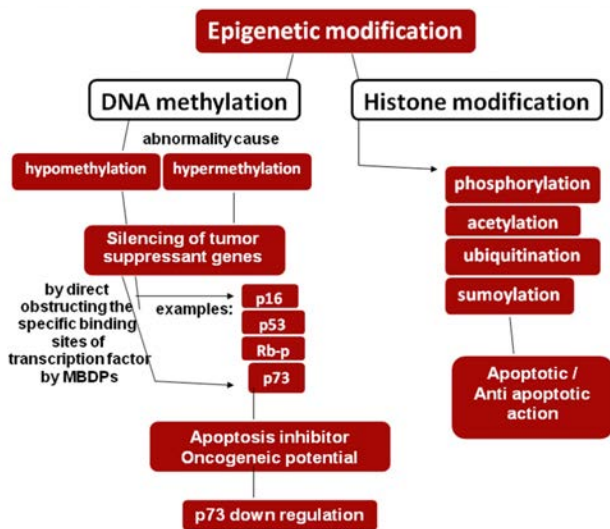 Epigenetic modification
DNA methylation
Histone modification
abnormality cause
hypomethylation
hypermethylation
Silencing of tumor
suppressant genes
by direct
obstructing the
specific binding
sites of
transcription factor
by MBDPs
examples:
p16
p53
Rb-p
p73
Apoptosis inhibitor
Oncogeneic potential
p73 down regulation
phosphorylation
acetylation
ubiquitination
sumoylation
Apoptotic /
Anti apoptotic
action